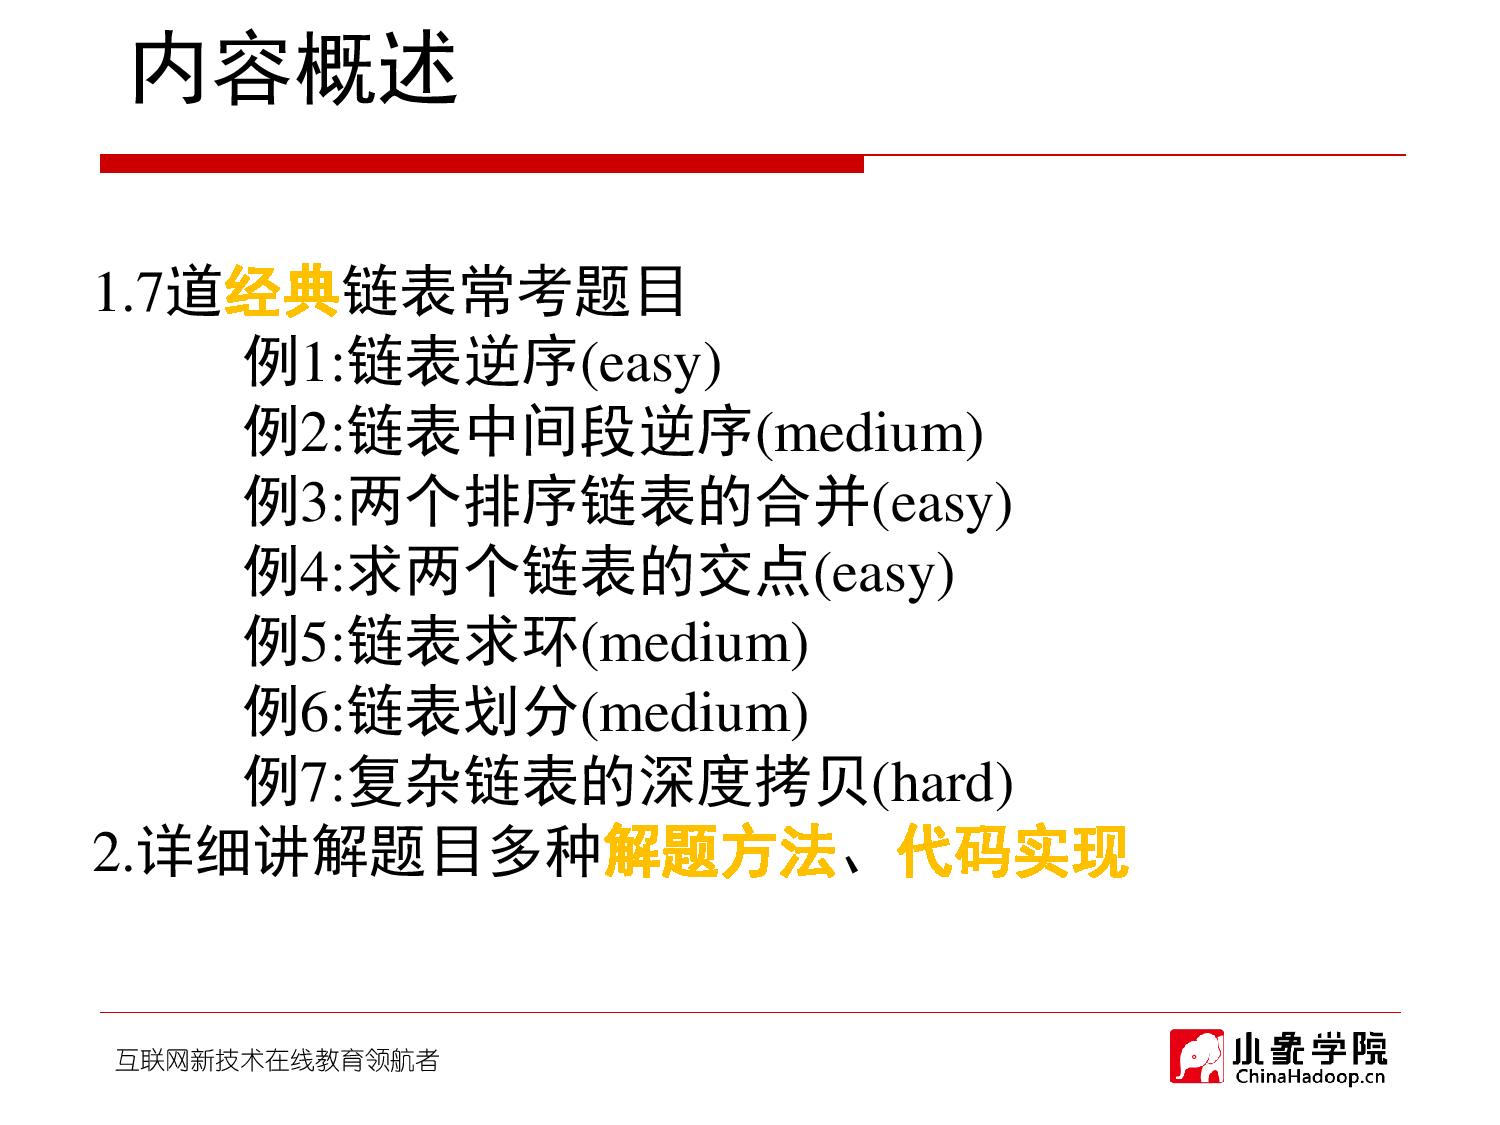 内容概述
1.7道经典链表常考题目
例1:链表逆序(easy)
例2:链表中间段逆序(medium)
例3:两个排序链表的合并(easy)
例4:求两个链表的交点(easy)
例5:链表求环(medium)
例6:链表划分(medium)
例7:复杂链表的深度拷贝(hard)
2.详细讲解题目多种解题方法、代码实现
互联网新技术在线教育领航者
小象学院
ChinaHadoop.cn